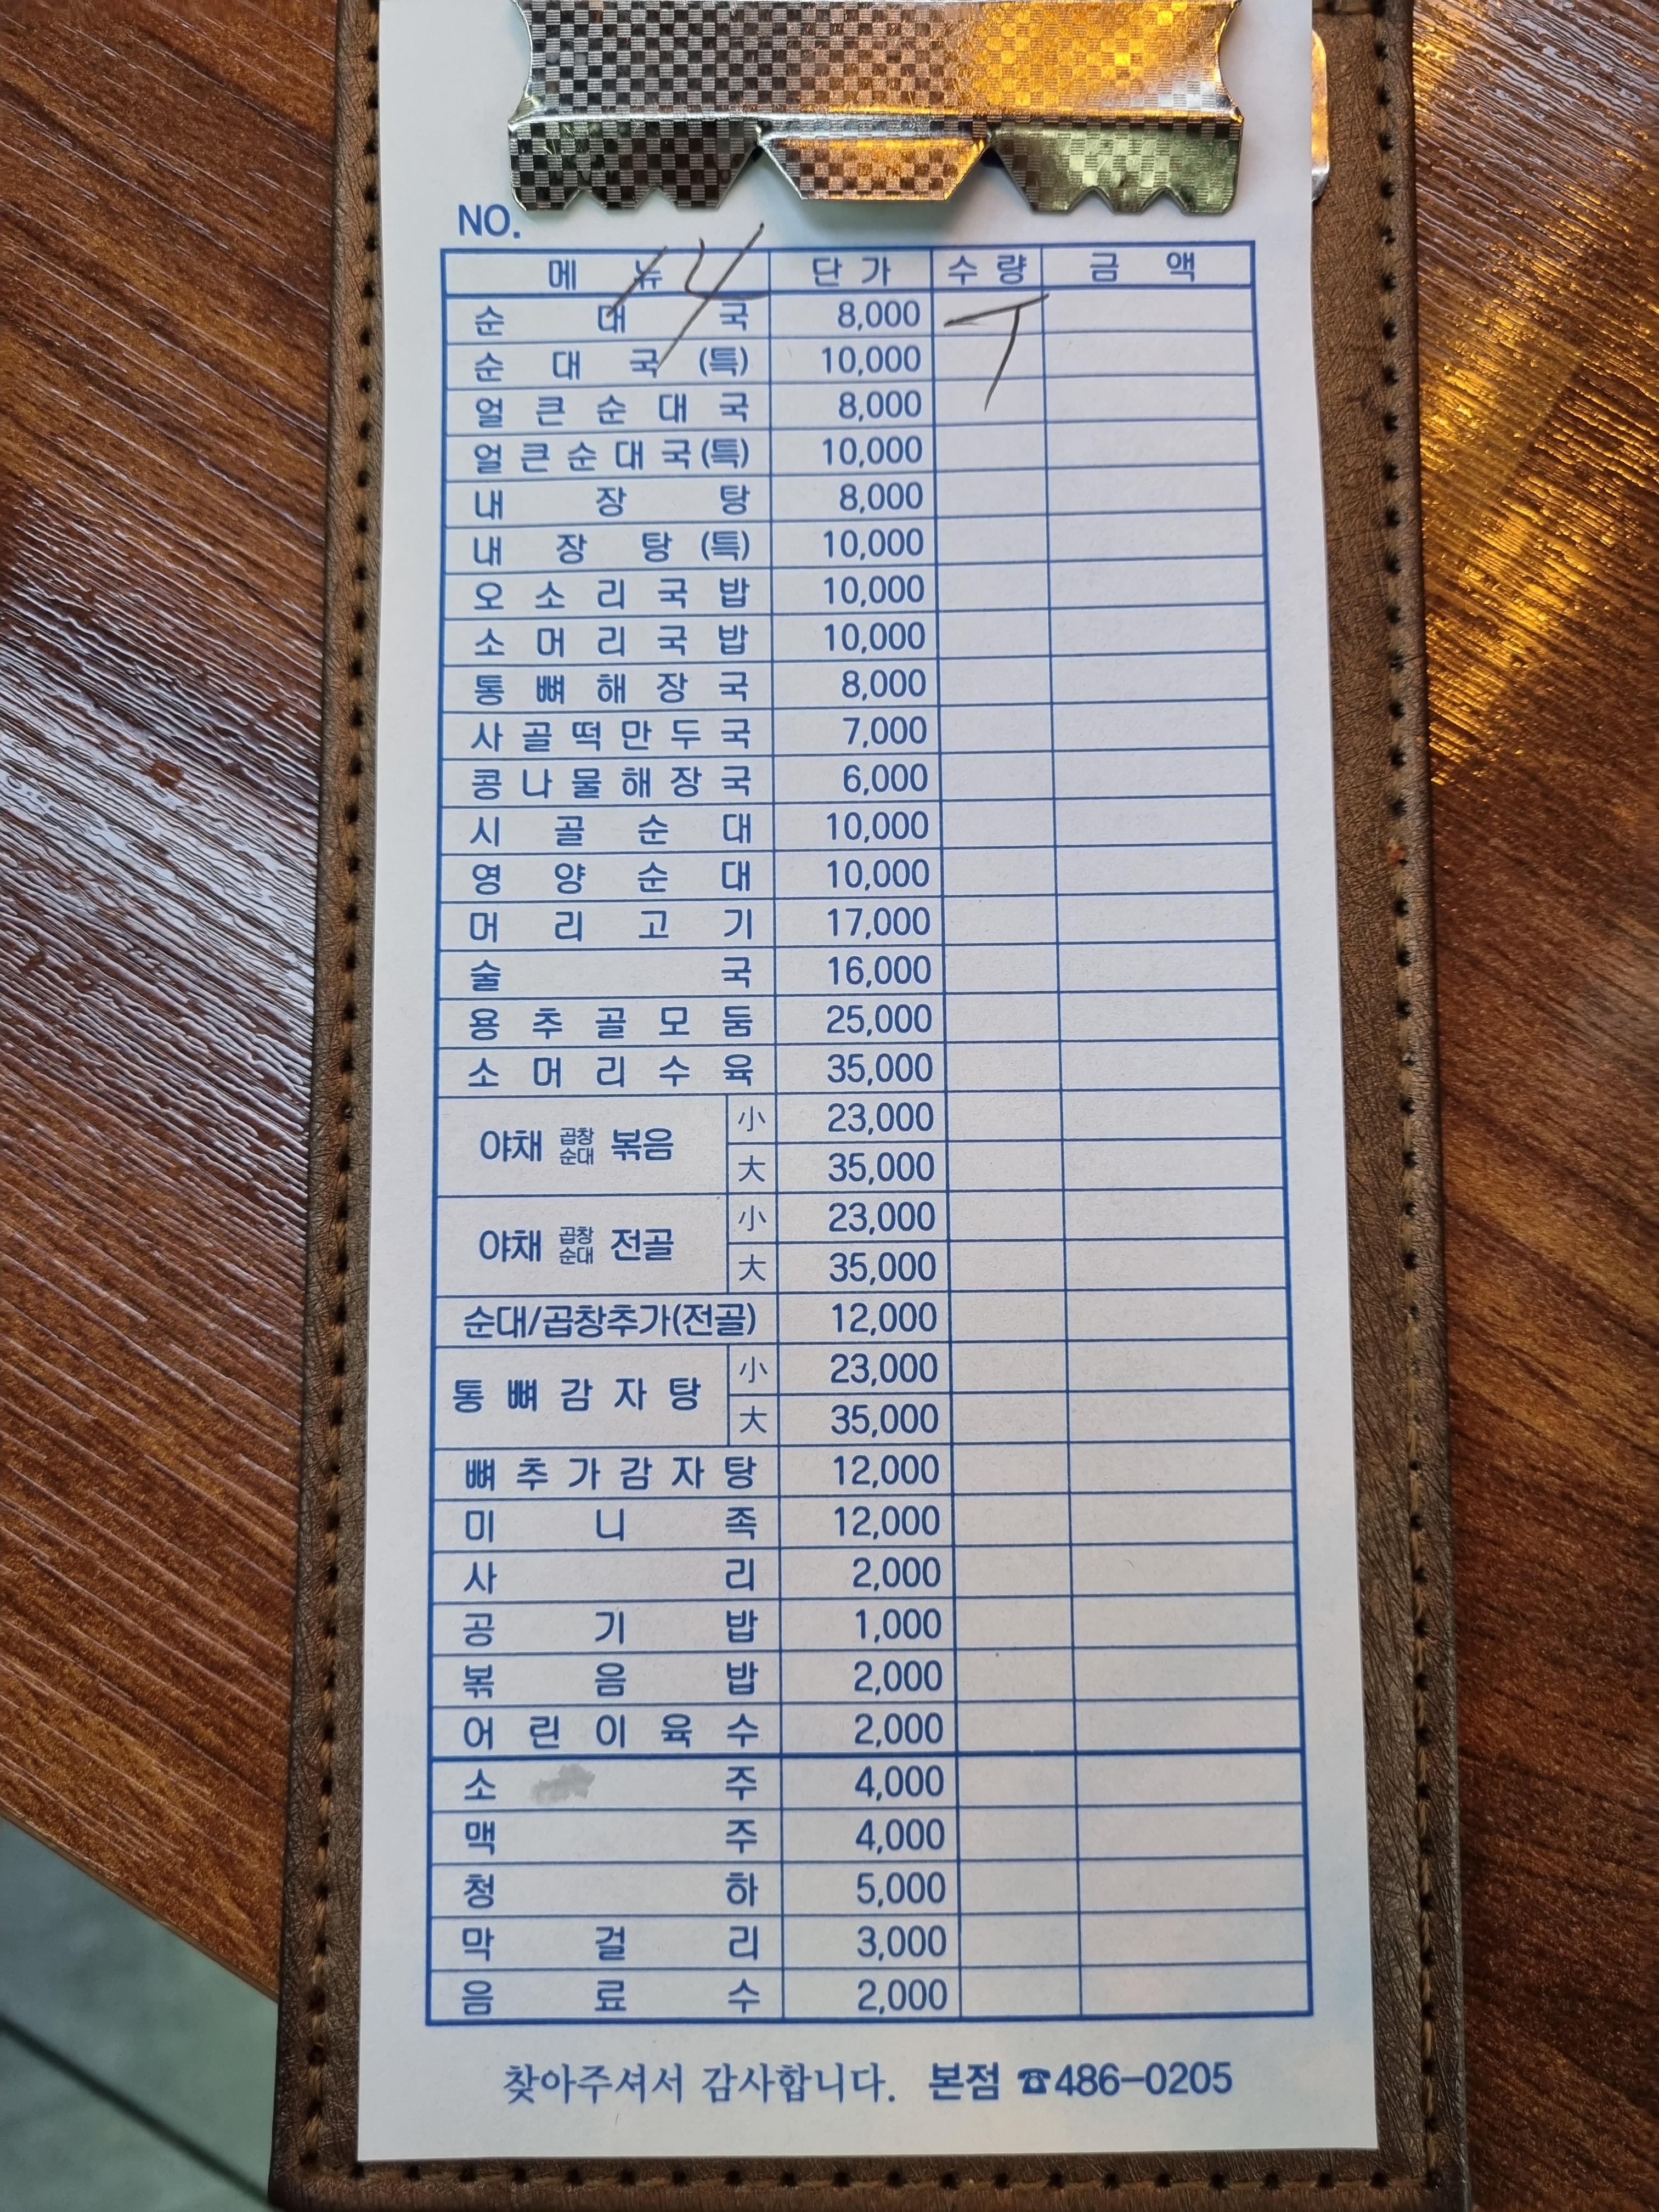 NO.
메뉴 단가 수량 금액
14
순대국 8,000 T
순대국(특) 10,000
얼큰순대국 8,000
얼큰순대국(특) 10,000
내장탕 8,000
내장탕(특) 10,000
오소리국밥 10,000
소머리국밥 10,000
통뼈해장국 8,000
사골떡만두국 7,000
콩나물해장국 6,000
시골순대 10,000
영양순대 10,000
머리고기 17,000
술국 16,000
용추골모둠 25,000
소머리수육 35,000
야채 곱창 순대 볶음 小 23,000
大 35,000
야채 곱창 순대 전골 小 23,000
大 35,000
순대/곱창추가(전골) 12,000
통뼈감자탕 小 23,000
大 35,000
뼈추가감자탕 12,000
미니족 12,000
사리 2,000
공기밥 1,000
볶음밥 2,000
어린이육수 2,000
소주 4,000
맥주 4,000
청하 5,000
막걸리 3,000
음료수 2,000
찾아주셔서 감사합니다. 본점 ☎486-0205